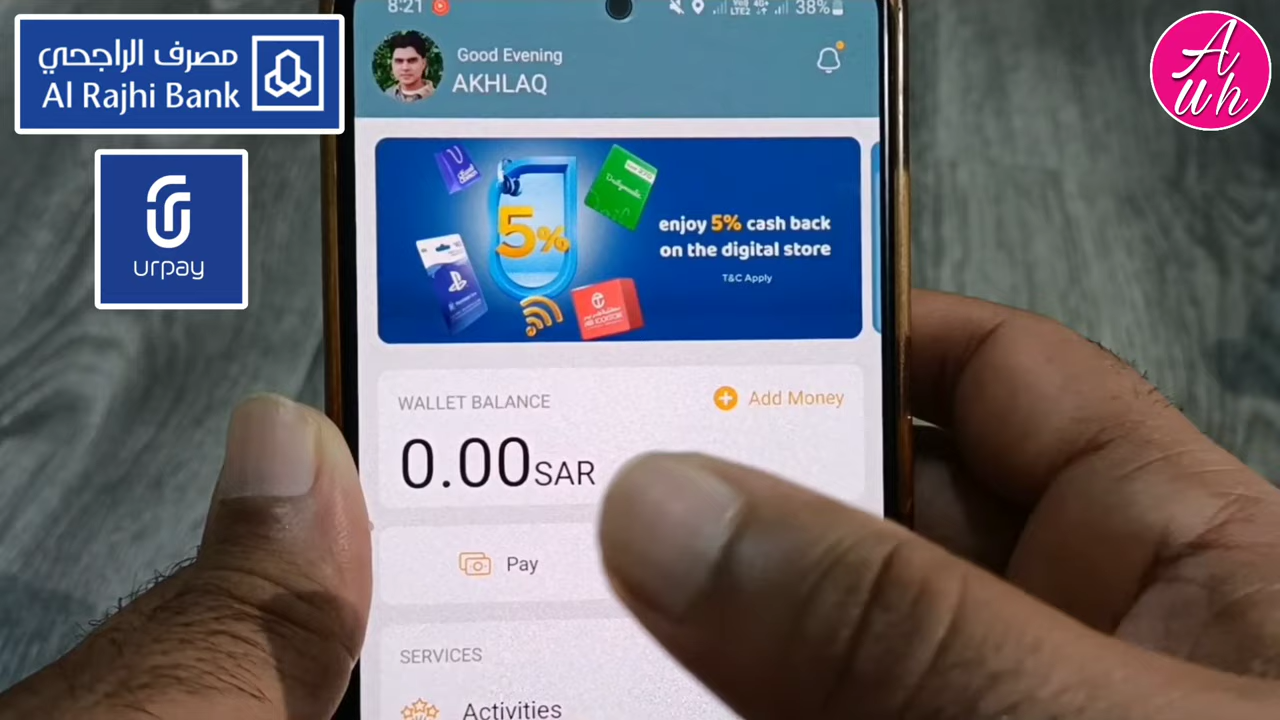 مصرف الراجحي
Al Rajhi Bank
urpay
A
uh
8:21
38%
Good Evening
AKHLAQ
5%
enjoy 5% cash back
on the digital store
T&C Apply
WALLET BALANCE
Add Money
0.00SAR
Pay
SERVICES
Activities